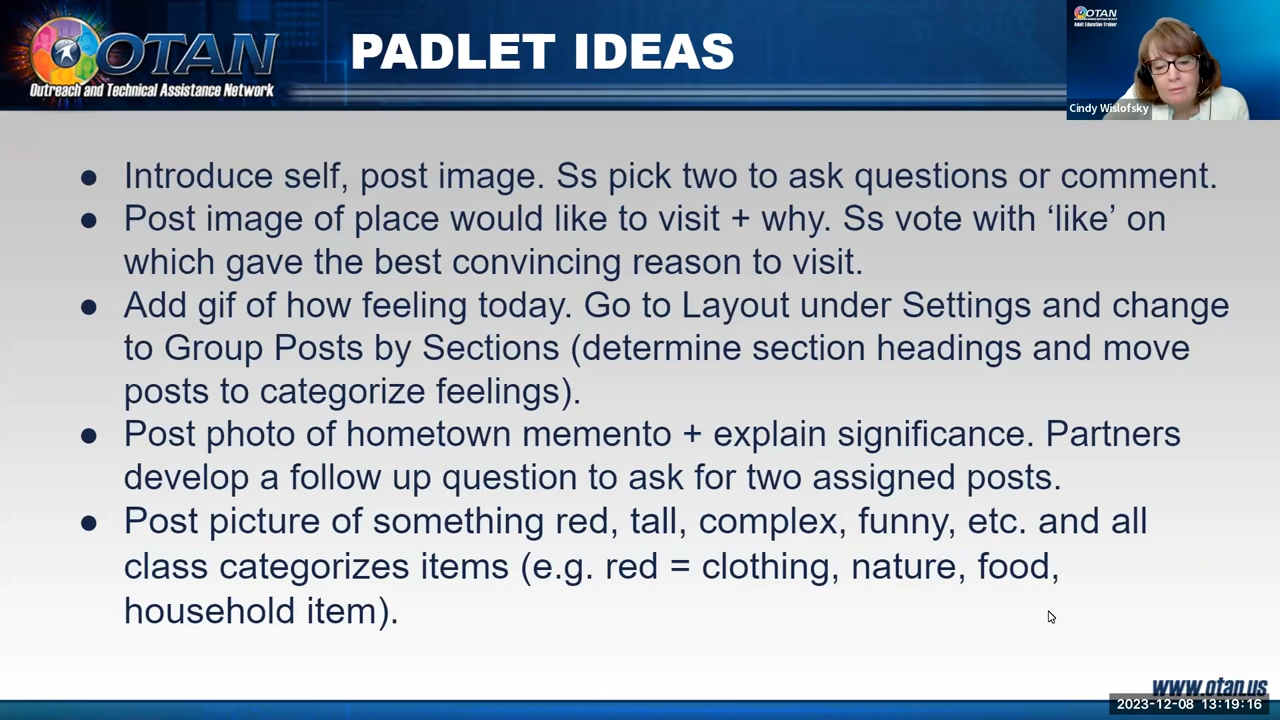 OTAN
Outreach and Technical Assistance Network
PADLET IDEAS
OTAN
Adult Education Trainer
Cindy Wislofsky
● Introduce self, post image. Ss pick two to ask questions or comment.
● Post image of place would like to visit + why. Ss vote with ‘like’ on
which gave the best convincing reason to visit.
● Add gif of how feeling today. Go to Layout under Settings and change
to Group Posts by Sections (determine section headings and move
posts to categorize feelings).
● Post photo of hometown memento + explain significance. Partners
develop a follow up question to ask for two assigned posts.
● Post picture of something red, tall, complex, funny, etc. and all
class categorizes items (e.g. red = clothing, nature, food,
household item).
www.otan.us
2023-12-08 13:19:16